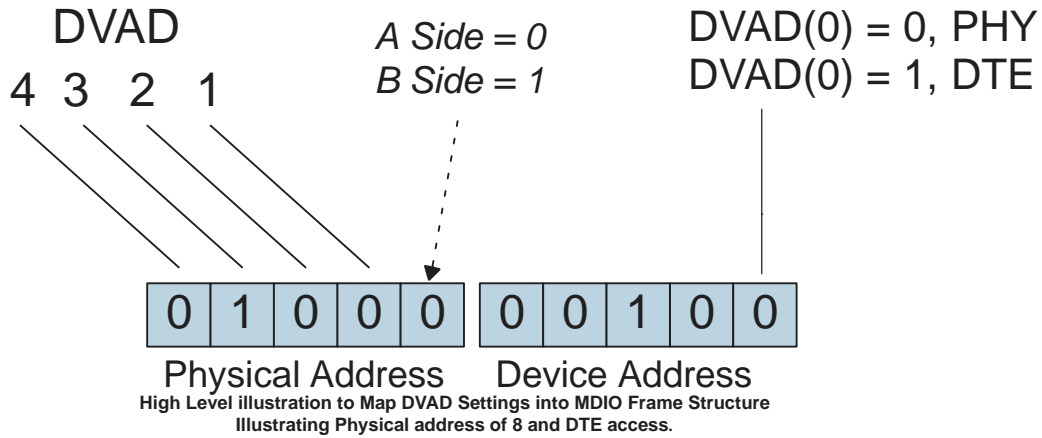 DVAD
4 3 2 1
A Side = 0
B Side = 1
DVAD(0) = 0, PHY
DVAD(0) = 1, DTE
0 1 0 0 0 0 0 1 0 0
Physical Address Device Address
High Level illustration to Map DVAD Settings into MDIO Frame Structure
Illustrating Physical address of 8 and DTE access.